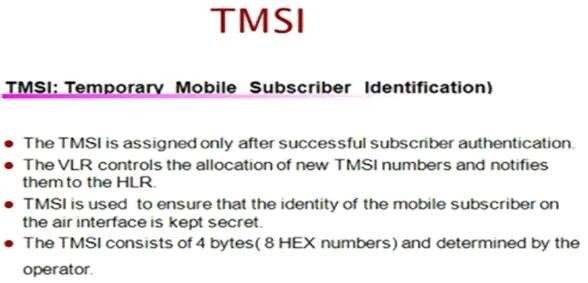 TMSI
TMSI: Temporary Mobile Subscriber Identification)
• The TMSI is assigned only after successful subscriber authentication.
• The VLR controls the allocation of new TMSI numbers and notifies
them to the HLR.
• TMSI is used to ensure that the identity of the mobile subscriber on
the air interface is kept secret.
• The TMSI consists of 4 bytes( 8 HEX numbers) and determined by the
operator.